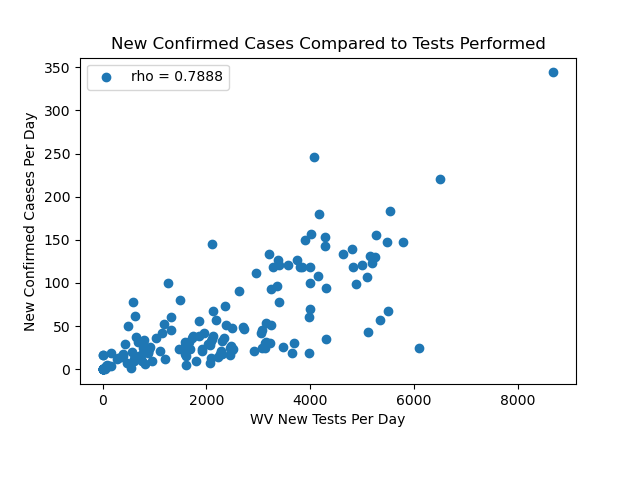 New Confirmed Cases Compared to Tests Performed
rho = 0.7888
New Confirmed Caeses Per Day
350
300
250
200
150
100
50
0
0 2000 4000 6000 8000
WV New Tests Per Day